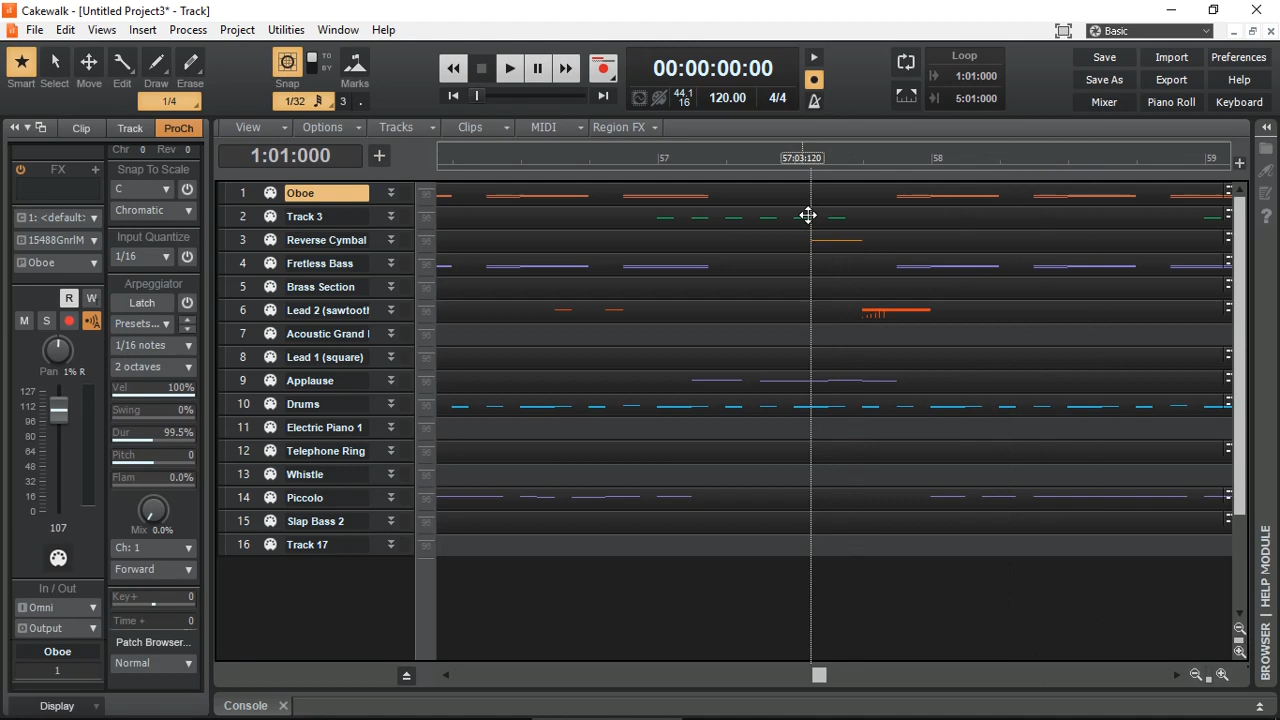 Cakewalk - [Untitled Project3* - Track]
File Edit Views Insert Process Project Utilities Window Help
Basic
Smart Select Move Edit Draw Erase
1/4
Snap
TO
BY
Marks
1/32
3
00:00:00:00
44.1
16
120.00
4/4
Loop
1:01:000
5:01:000
Save Import Preferences
Save As Export Help
Mixer Piano Roll Keyboard
Clip Track ProCh
View Options Tracks Clips MIDI Region FX
1:01:000
57:03:120
57 58 59
Chr 0 Rev 0
FX
Snap To Scale
C
Chromatic
1: <default>
15488GnrlM
Oboe
Input Quantize
1/16
Arpeggiator
Latch
Presets...
1/16 notes
2 octaves
R W
M S
Pan 1% R
127
112
96
80
64
48
32
16
0
107
Vel 100%
Swing 0%
Dur 99.5%
Pitch 0
Flam 0.0%
Mix 0.0%
Ch: 1
Forward
In / Out
Omni
Output
Oboe
1
Key+ 0
Time + 0
Patch Browser...
Normal
Display
1 Oboe
2 Track 3
3 Reverse Cymbal
4 Fretless Bass
5 Brass Section
6 Lead 2 (sawtooth
7 Acoustic Grand
8 Lead 1 (square)
9 Applause
10 Drums
11 Electric Piano 1
12 Telephone Ring
13 Whistle
14 Piccolo
15 Slap Bass 2
16 Track 17
Console
BROWSER
HELP MODULE